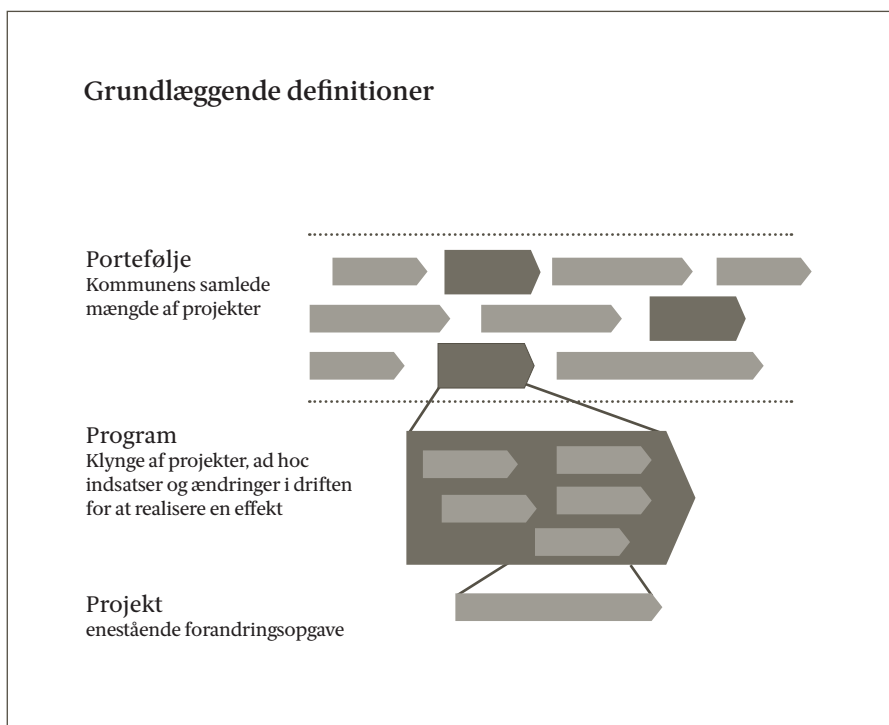 Grundlæggende definitioner
Portefølje
Kommunens samlede
mængde af projekter
Program
Klynge af projekter, ad hoc
indsatser og ændringer i driften
for at realisere en effekt
Projekt
enestående forandringsopgave